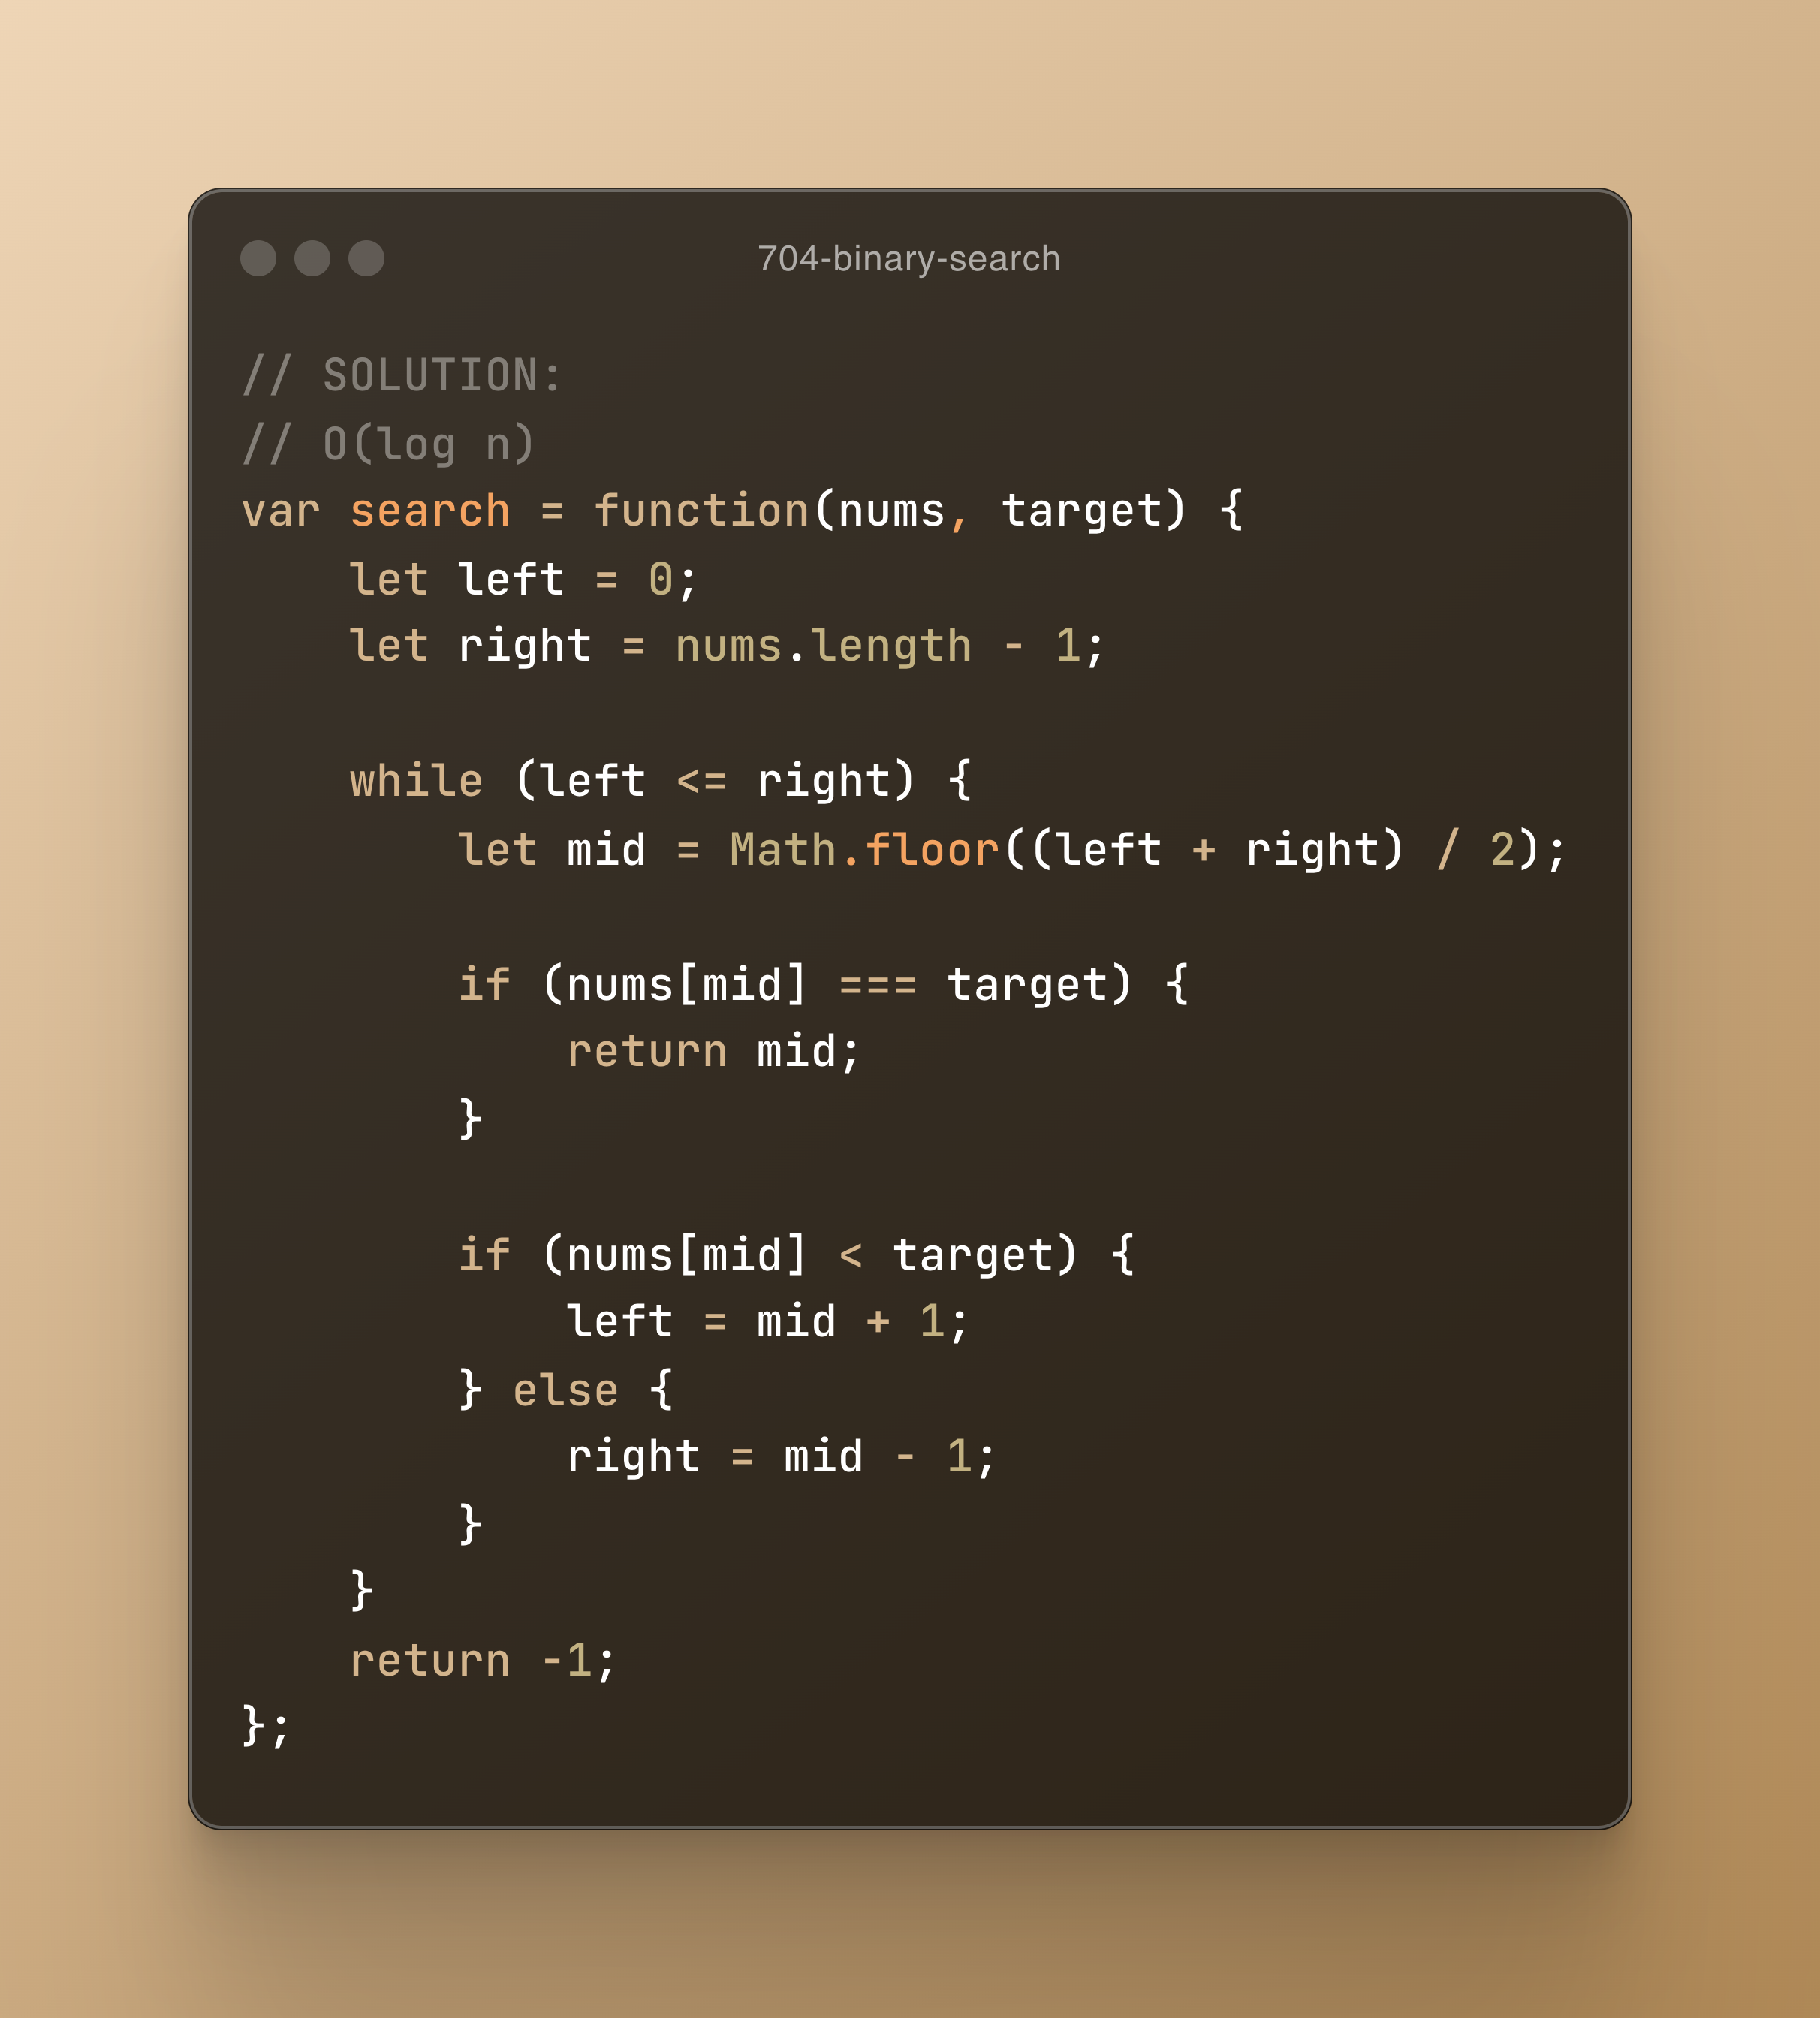 704-binary-search
// SOLUTION:
// O(log n)
var search = function(nums, target) {
    let left = 0;
    let right = nums.length - 1;

    while (left <= right) {
        let mid = Math.floor((left + right) / 2);

        if (nums[mid] === target) {
            return mid;
        }

        if (nums[mid] < target) {
            left = mid + 1;
        } else {
            right = mid - 1;
        }
    }
    return -1;
};